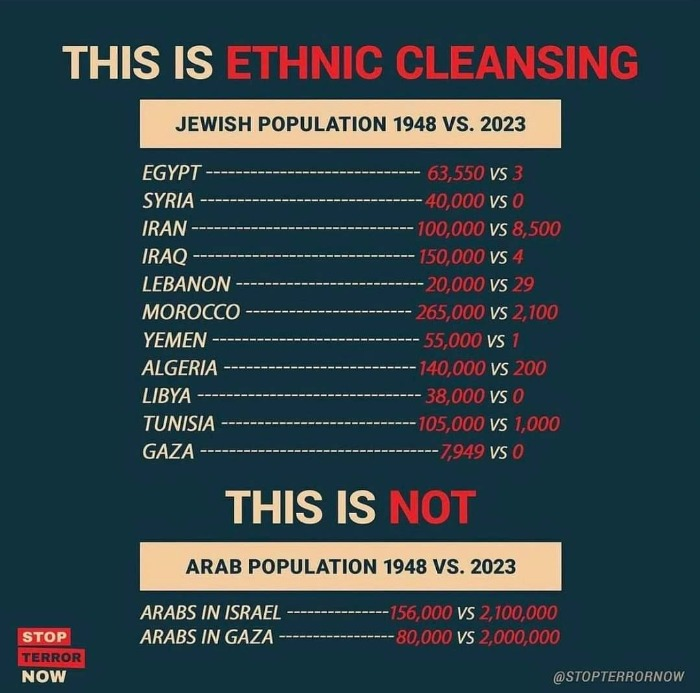 THIS IS ETHNIC CLEANSING
JEWISH POPULATION 1948 VS. 2023
EGYPT ---------------------------- 63,550 VS 3
SYRIA -----------------------------40,000 VS 0
IRAN -----------------------------100,000 VS 8,500
IRAQ ----------------------------- 150,000 VS 4
LEBANON ------------------------20,000 VS 29
MOROCCO --------------------- 265,000 VS 2,100
YEMEN --------------------------- 55,000 VS 1
ALGERIA -------------------------140,000 VS 200
LIBYA ----------------------------- 38,000 VS 0
TUNISIA -------------------------105,000 VS 1,000
GAZA -------------------------------7,949 VS 0
THIS IS NOT
ARAB POPULATION 1948 VS. 2023
ARABS IN ISRAEL -------------156,000 VS 2,100,000
ARABS IN GAZA ---------------80,000 VS 2,000,000
STOP
TERROR
NOW
@STOPTERRORNOW